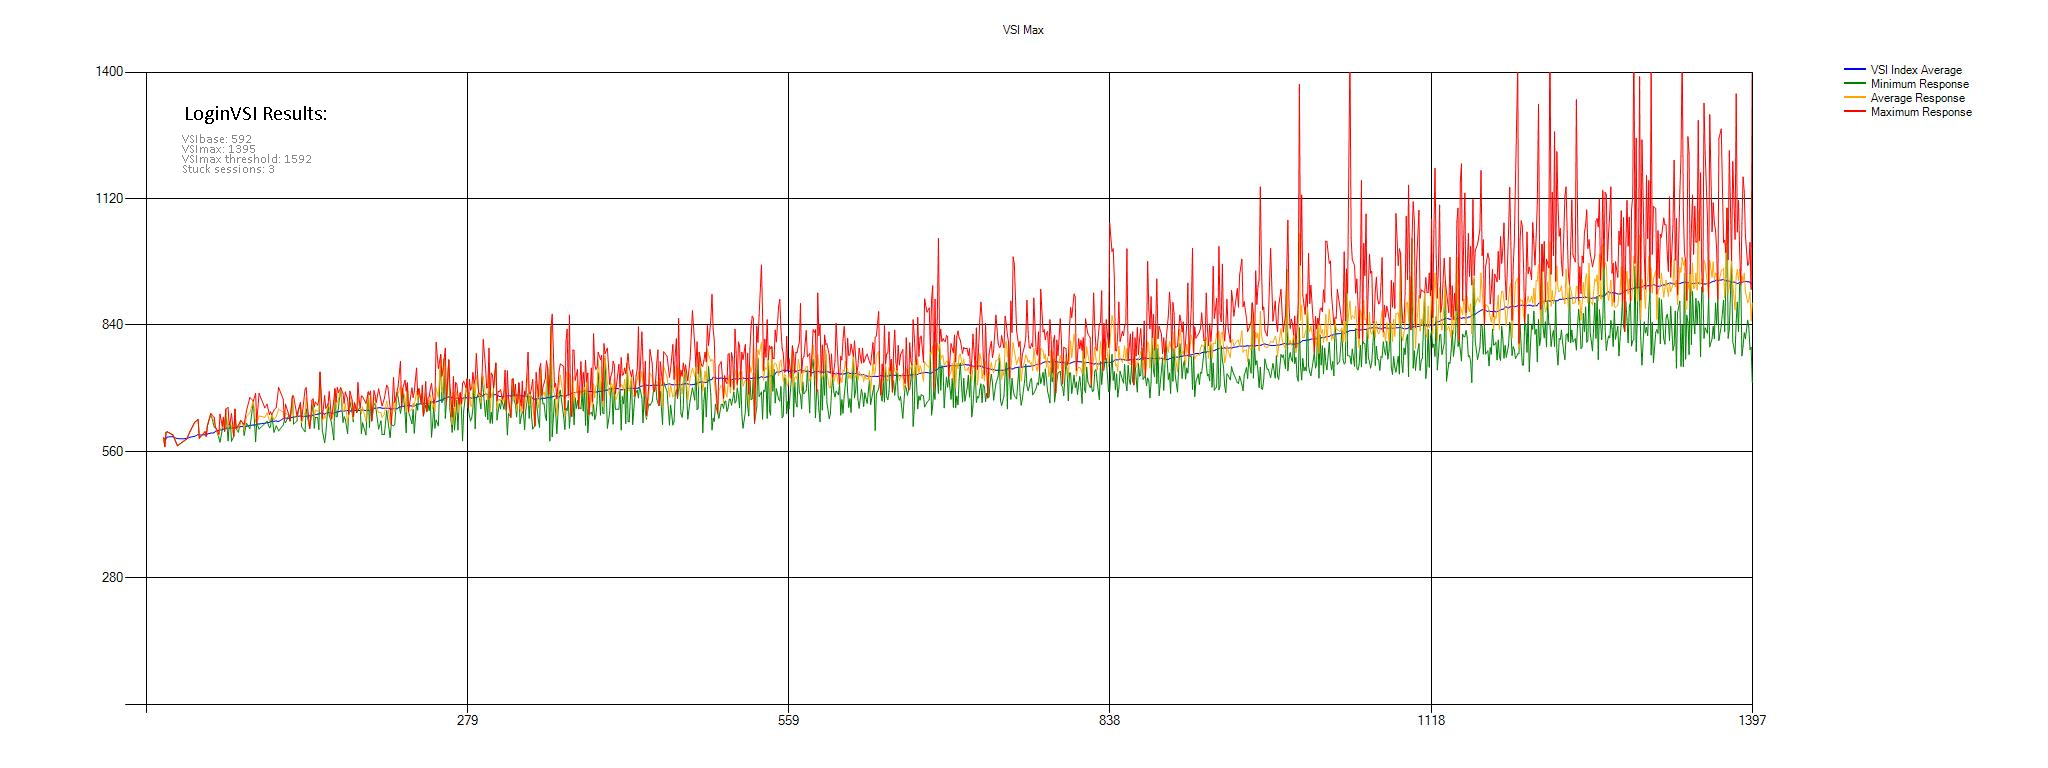 VSI Max
1400
1120
840
560
280
LoginVSI Results:
VSIbase: 592
VSImax: 1395
VSImax threshold: 1592
Stuck sessions: 3
VSI Index Average
Minimum Response
Average Response
Maximum Response
279
559
838
1118
1397